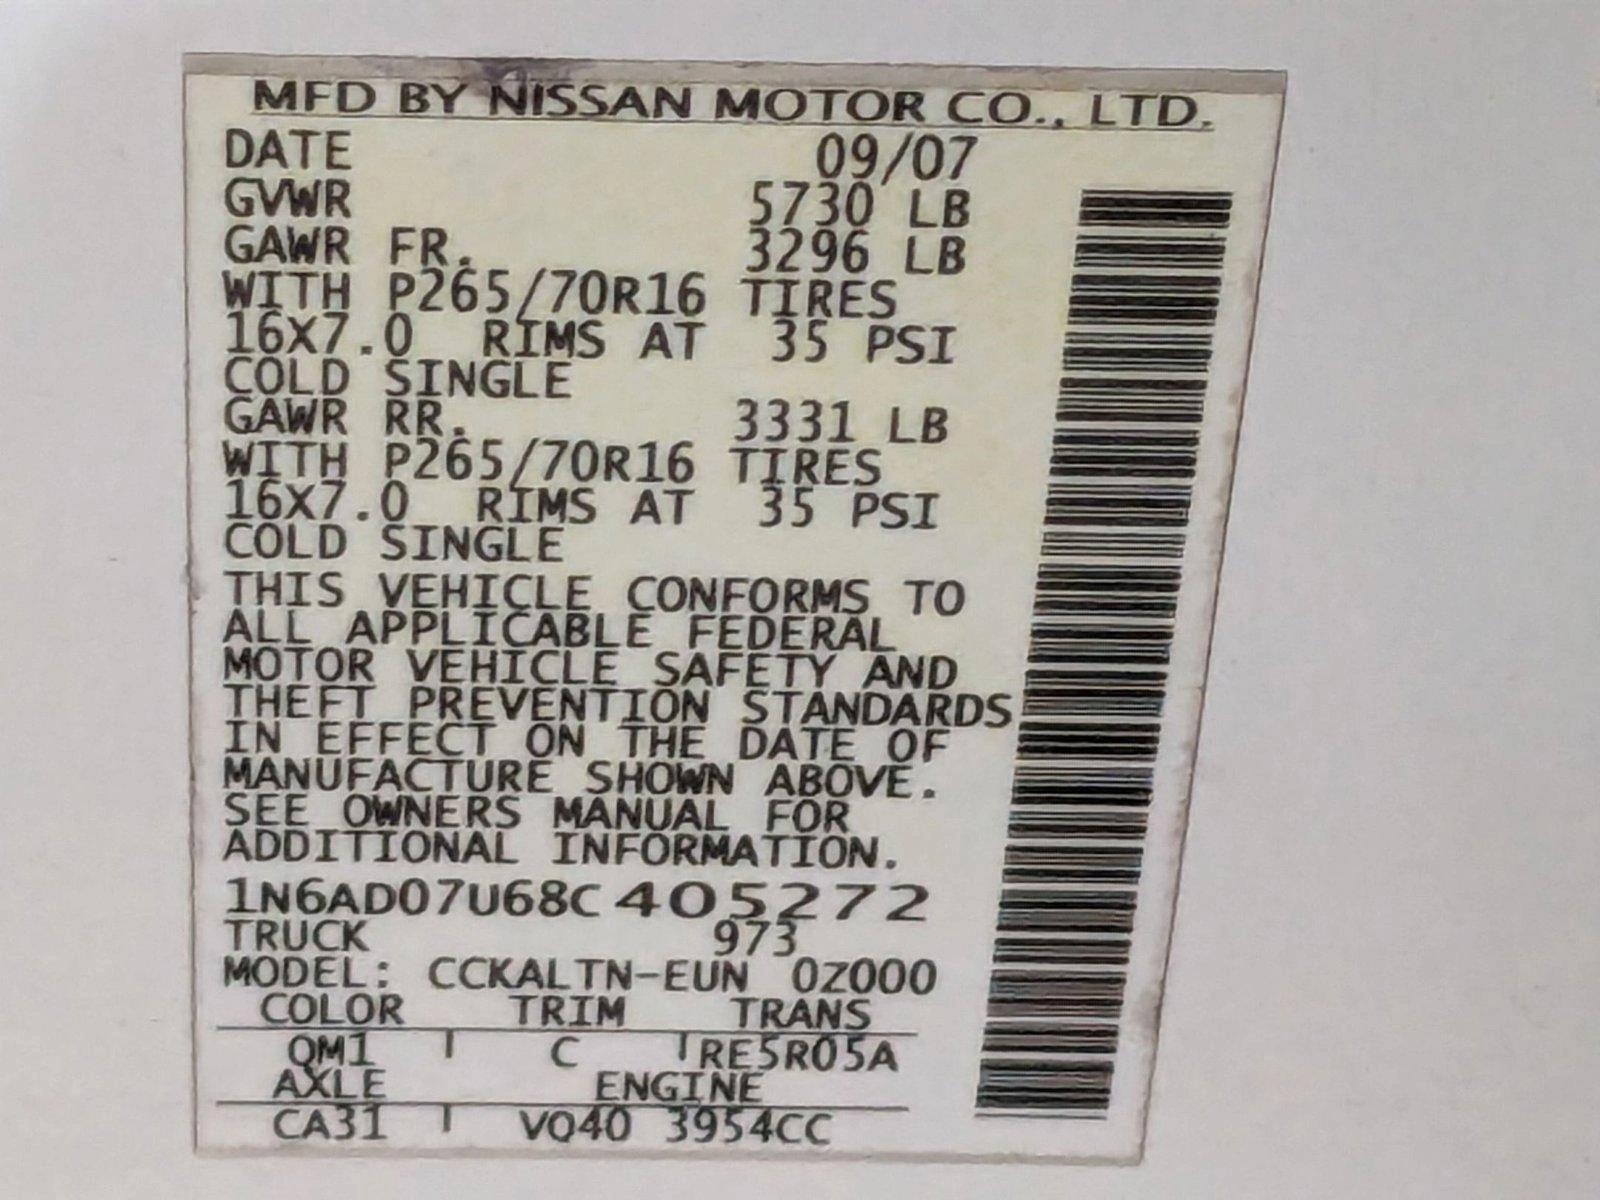 MFD BY NISSAN MOTOR CO., LTD.
DATE 09/07
GVWR 5730 LB
GAWR FR. 3296 LB
WITH P265/70R16 TIRES
16X7.0 RIMS AT 35 PSI
COLD SINGLE
GAWR RR. 3331 LB
WITH P265/70R16 TIRES
16X7.0 RIMS AT 35 PSI
COLD SINGLE
THIS VEHICLE CONFORMS TO
ALL APPLICABLE FEDERAL
MOTOR VEHICLE SAFETY AND
THEFT PREVENTION STANDARDS
IN EFFECT ON THE DATE OF
MANUFACTURE SHOWN ABOVE.
SEE OWNERS MANUAL FOR
ADDITIONAL INFORMATION.
1N6AD07U68C405272
TRUCK 973
MODEL: CCKALTN-EUN 0Z000
COLOR TRIM TRANS
QM1 C RE5R05A
AXLE ENGINE
CA31 VQ40 3954CC